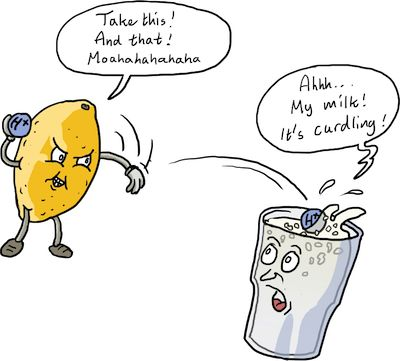 Take this!
And that!
Moahahahahaha
H+
Ahhh...
My milk!
It's curdling!
H+